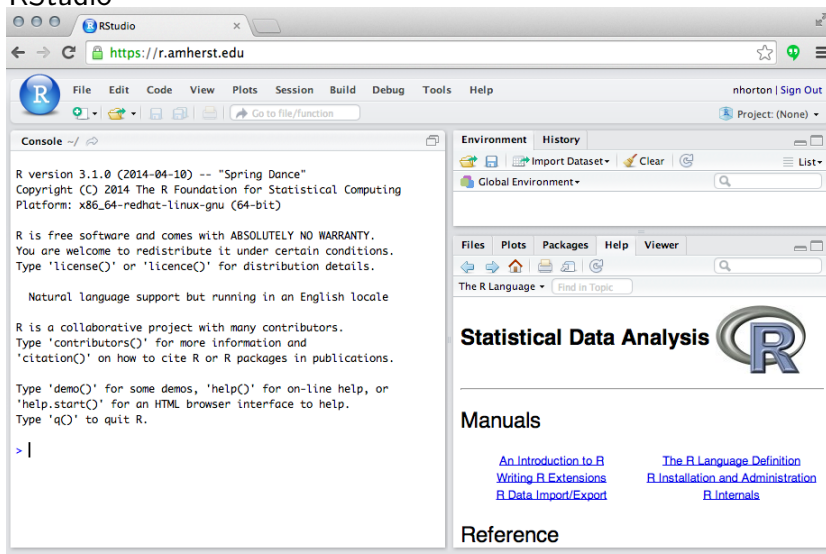 RStudio
RStudio
https://r.amherst.edu
R File Edit Code View Plots Session Build Debug Tools Help nhorton | Sign Out
Go to file/function Project: (None)
Console ~/
R version 3.1.0 (2014-04-10) -- "Spring Dance"
Copyright (C) 2014 The R Foundation for Statistical Computing
Platform: x86_64-redhat-linux-gnu (64-bit)
R is free software and comes with ABSOLUTELY NO WARRANTY.
You are welcome to redistribute it under certain conditions.
Type 'license()' or 'licence()' for distribution details.
Natural language support but running in an English locale
R is a collaborative project with many contributors.
Type 'contributors()' for more information and
'citation()' on how to cite R or R packages in publications.
Type 'demo()' for some demos, 'help()' for on-line help, or
'help.start()' for an HTML browser interface to help.
Type 'q()' to quit R.
>
Environment History
Import Dataset Clear List
Global Environment
Files Plots Packages Help Viewer
The R Language Find in Topic
Statistical Data Analysis R
Manuals
An Introduction to R The R Language Definition
Writing R Extensions R Installation and Administration
R Data Import/Export R Internals
Reference